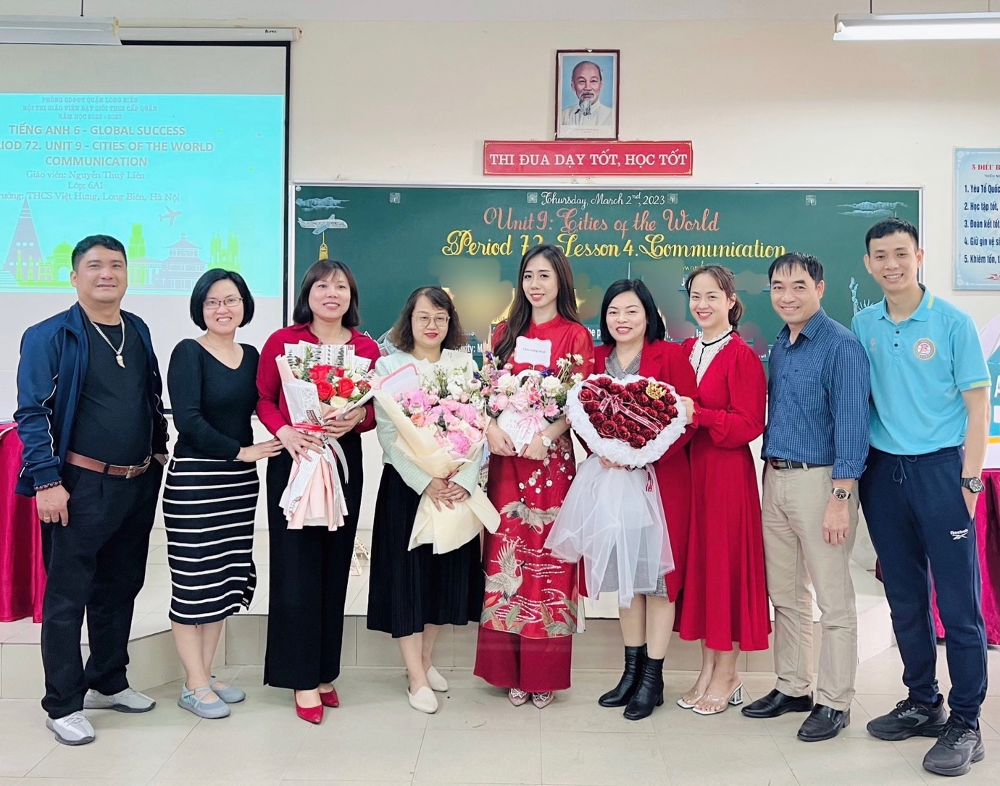 PHÒNG GD&ĐT QUẬN LONG BIÊN
HỘI THI GIÁO VIÊN DẠY GIỎI THCS CẤP QUẬN
NĂM HỌC 2022 - 2023
TIẾNG ANH 6 - GLOBAL SUCCESS
72. UNIT 9 - CITIES OF THE WORLD
COMMUNICATION
Giáo viên: Nguyễn Thuỳ Liên
Lớp: 6A1
THCS Việt Hưng, Long Biên, Hà Nội
THI ĐUA DẠY TỐT, HỌC TỐT
Thursday, March 2nd, 2023
Unit 9: Cities of the World
Period 72 Lesson 4. Communication
5 ĐIỀU
1. Yêu Tổ Quốc
2. Học tập tốt,
3. Đoàn kết tốt
4. Giữ gìn vệ
5. Khiêm tốn,
Reebok